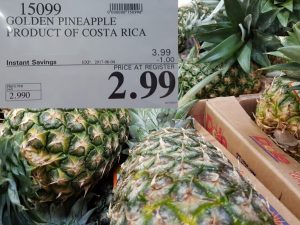 15099
GOLDEN PINEAPPLE
PRODUCT OF COSTA RICA
3.99
Instant Savings
-1.00
PRICE AT REGISTER
2.99
2.990